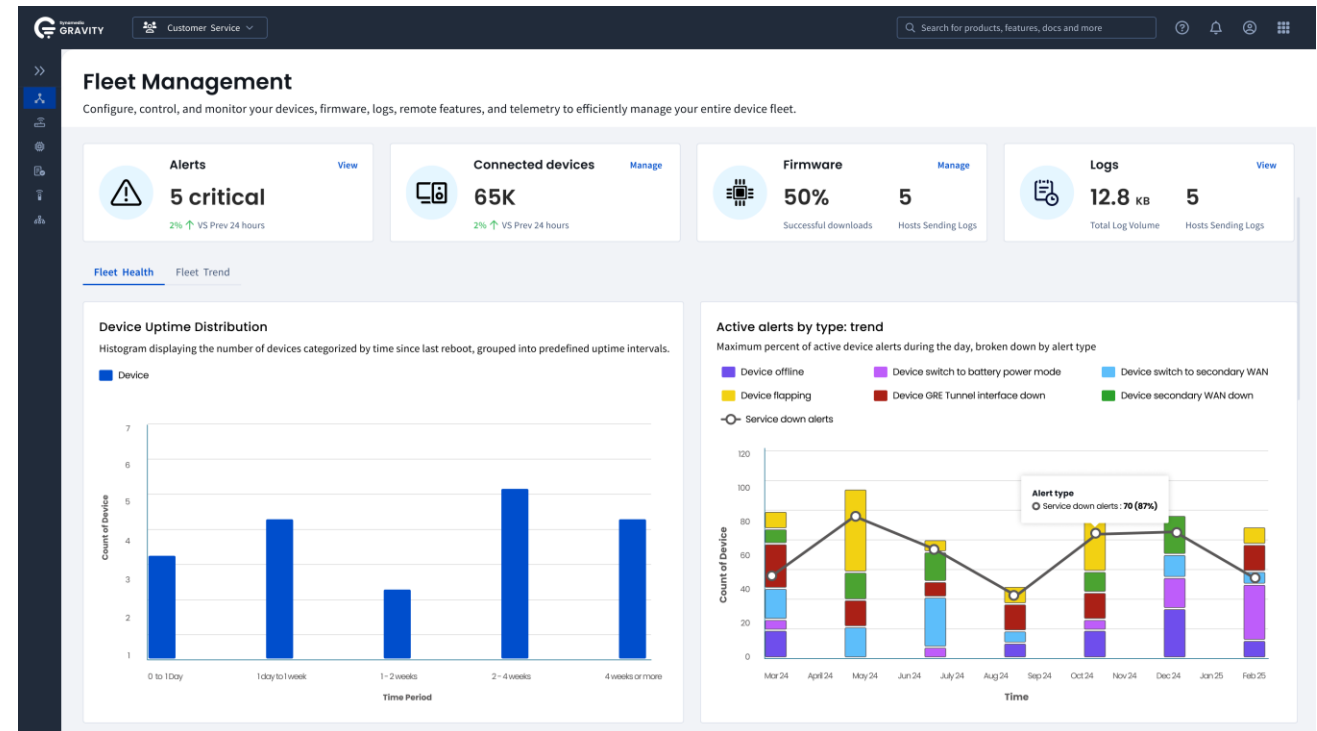 Synamedia
GRAVITY
Customer Service
Search for products, features, docs and more
Fleet Management
Configure, control, and monitor your devices, firmware, logs, remote features, and telemetry to efficiently manage your entire device fleet.
Alerts
View
5 critical
2% ↑ VS Prev 24 hours
Connected devices
Manage
65K
2% ↑ VS Prev 24 hours
Firmware
Manage
50%
5
Successful downloads
Hosts Sending Logs
Logs
View
12.8 KB
5
Total Log Volume
Hosts Sending Logs
Fleet Health
Fleet Trend
Device Uptime Distribution
Histogram displaying the number of devices categorized by time since last reboot, grouped into predefined uptime intervals.
Device
Count of Device
7
6
5
4
3
2
1
0 to 1 Day
1 day to 1 week
1 - 2 weeks
2 - 4 weeks
4 weeks or more
Time Period
Active alerts by type: trend
Maximum percent of active device alerts during the day, broken down by alert type
Device offline
Device switch to battery power mode
Device switch to secondary WAN
Device flapping
Device GRE Tunnel interface down
Device secondary WAN down
Service down alerts
Count of Device
120
100
80
60
40
20
0
Alert type
Service down alerts : 70 (87%)
Mar 24
April 24
May 24
Jun 24
July 24
Aug 24
Sep 24
Oct 24
Nov 24
Dec 24
Jan 25
Feb 25
Time